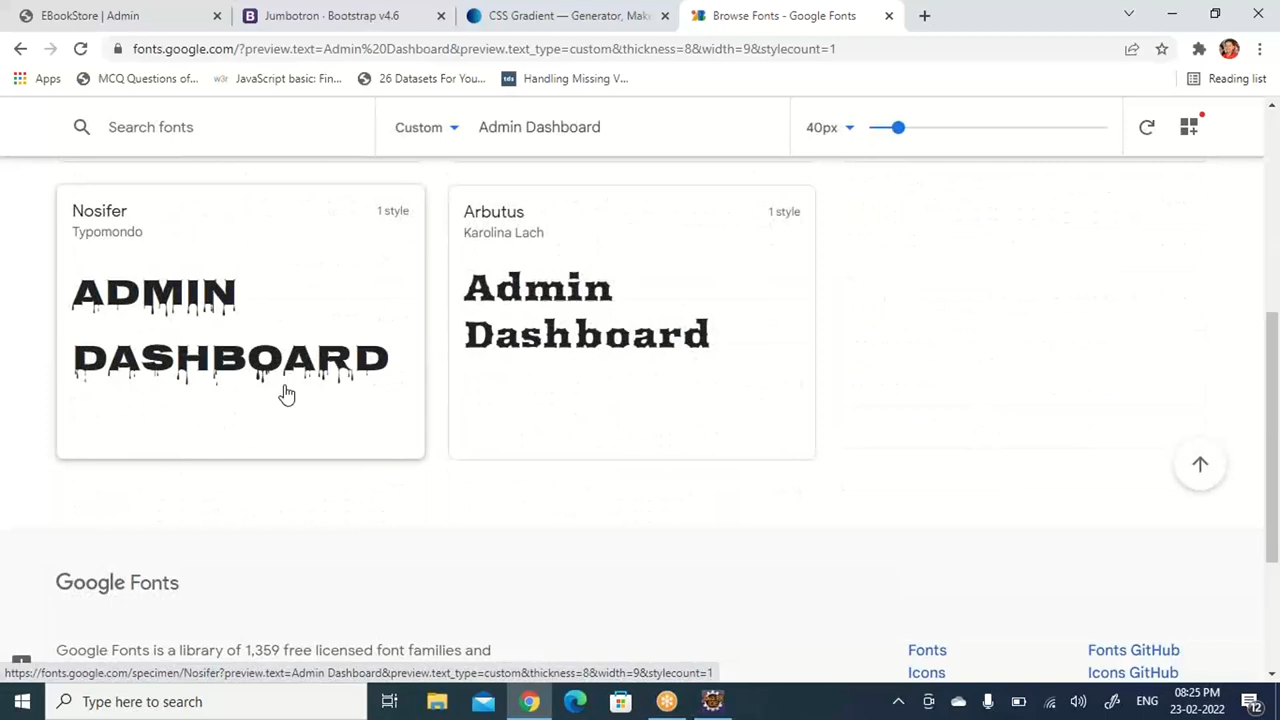 EBookStore | Admin
Jumbotron · Bootstrap v4.6
CSS Gradient — Generator, Make
Browse Fonts - Google Fonts
fonts.google.com/?preview.text=Admin%20Dashboard&preview.text_type=custom&thickness=8&width=9&stylecount=1
Apps
MCQ Questions of...
w3r
JavaScript basic: Fin...
26 Datasets For You...
tds
Handling Missing V...
Reading list
Search fonts
Custom
Admin Dashboard
40px
Nosifer
1 style
Typomondo
ADMIN
DASHBOARD
Arbutus
1 style
Karolina Lach
Admin
Dashboard
Google Fonts
Google Fonts is a library of 1,359 free licensed font families and
Fonts
Fonts GitHub
Icons
Icons GitHub
https://fonts.google.com/specimen/Nosifer?preview.text=Admin Dashboard&preview.text_type=custom&thickness=8&width=9&stylecount=1
Type here to search
ENG
08:25 PM
23-02-2022
12